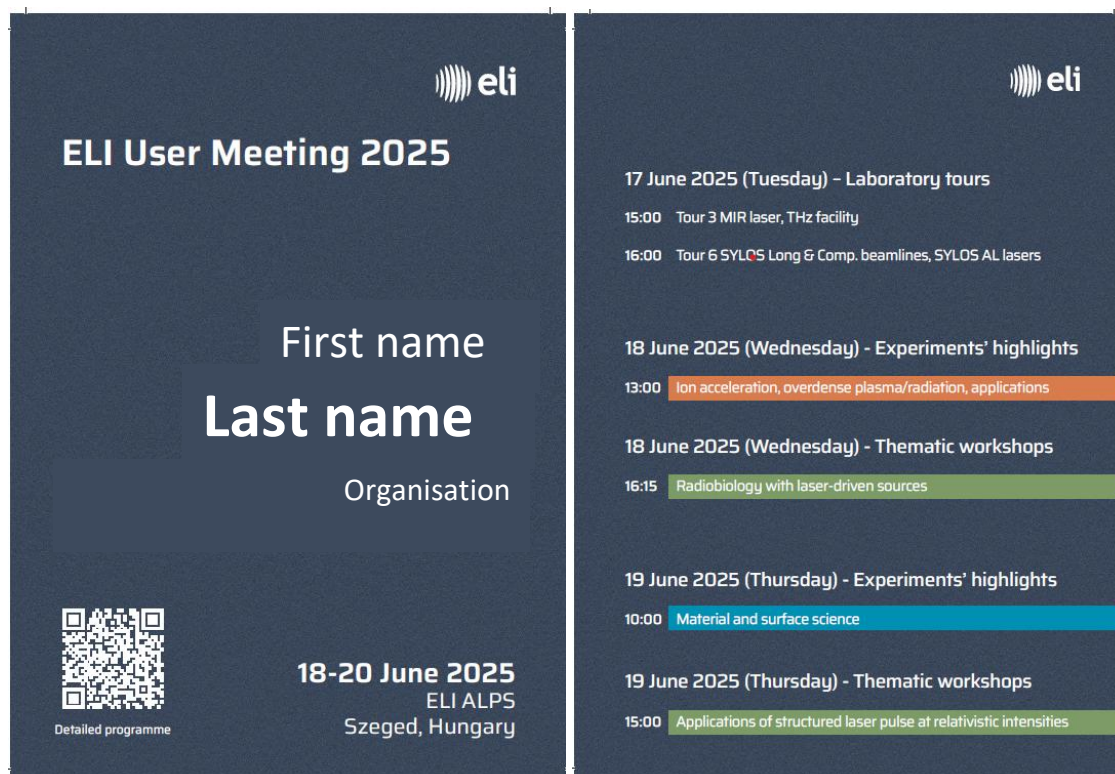 eli
ELI User Meeting 2025
First name
Last name
Organisation
Detailed programme
18-20 June 2025
ELI ALPS
Szeged, Hungary
eli
17 June 2025 (Tuesday) – Laboratory tours
15:00 Tour 3 MIR laser, THz facility
16:00 Tour 6 SYLOS Long & Comp. beamlines, SYLOS AL lasers
18 June 2025 (Wednesday) - Experiments’ highlights
13:00 Ion acceleration, overdense plasma/radiation, applications
18 June 2025 (Wednesday) - Thematic workshops
16:15 Radiobiology with laser-driven sources
19 June 2025 (Thursday) - Experiments’ highlights
10:00 Material and surface science
19 June 2025 (Thursday) - Thematic workshops
15:00 Applications of structured laser pulse at relativistic intensities